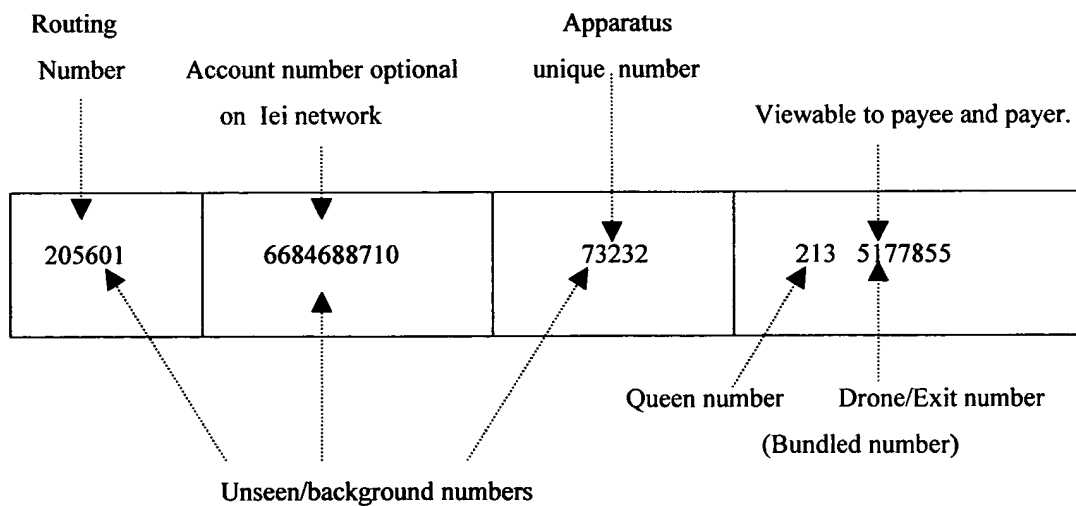 Routing
Number
Account number optional
on Iei network
Apparatus
unique number
Viewable to payee and payer.
205601
6684688710
73232
213 5177855
Queen number
Drone/Exit number
(Bundled number)
Unseen/background numbers